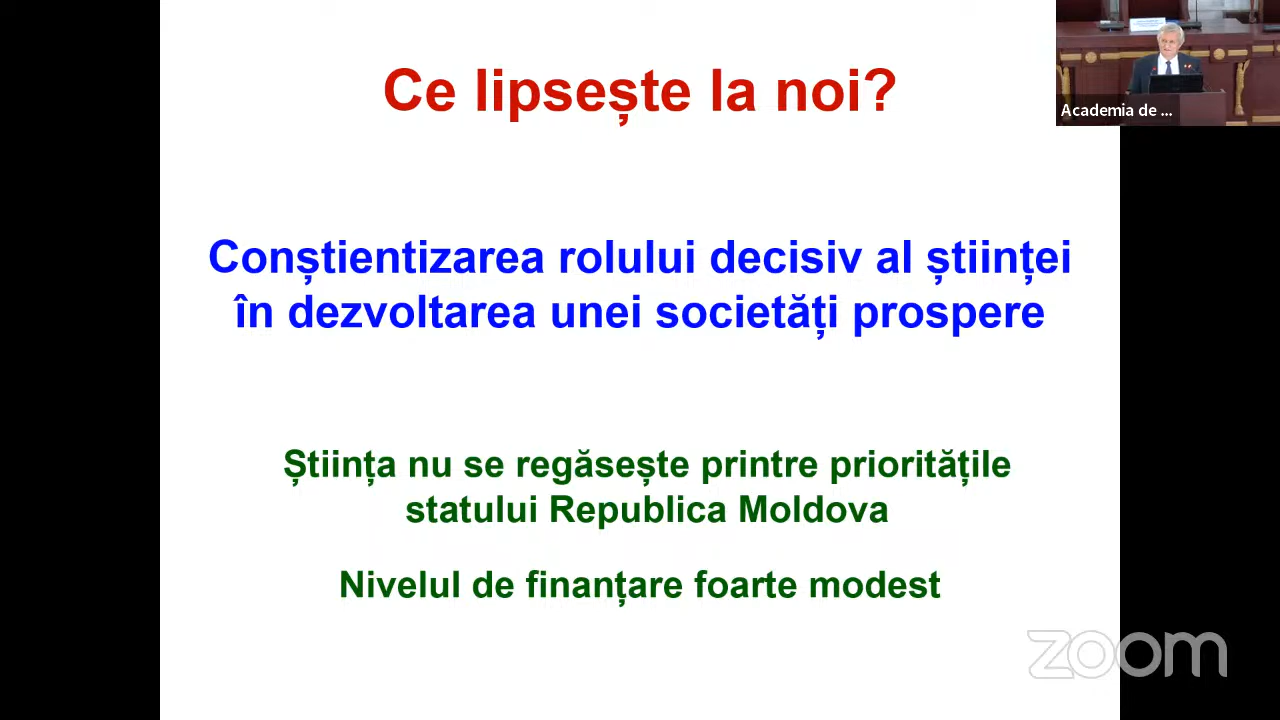 Ce lipsește la noi?
Academia de ...
Conștientizarea rolului decisiv al științei
în dezvoltarea unei societăți prospere
Știința nu se regăsește printre prioritățile
statului Republica Moldova
Nivelul de finanțare foarte modest
zoom